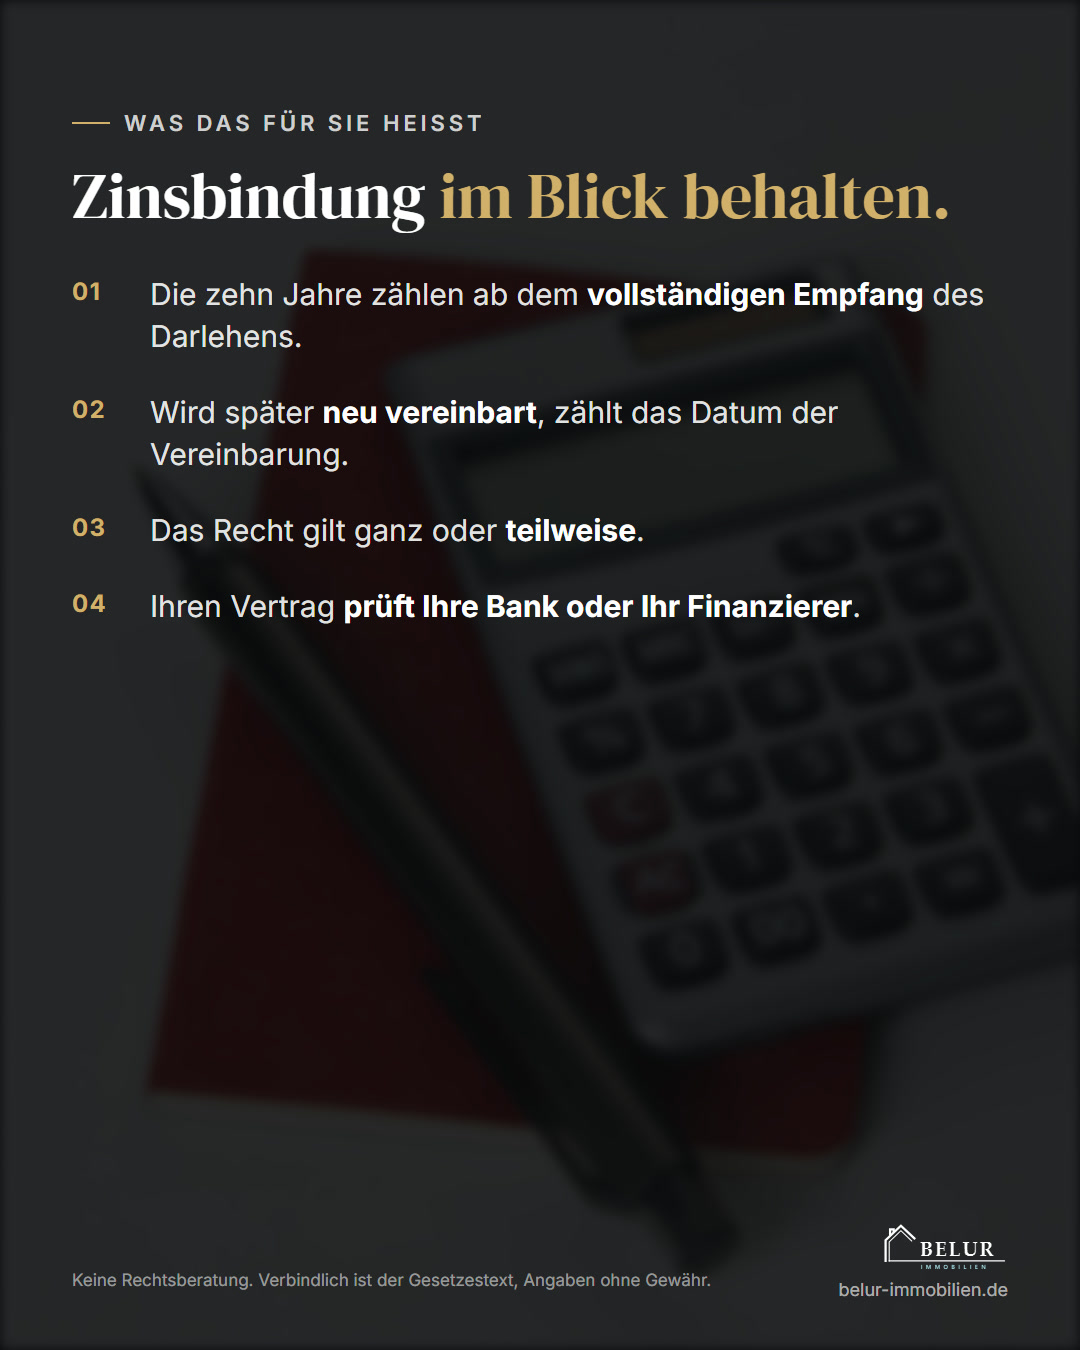 WAS DAS FÜR SIE HEISST
Zinsbindung im Blick behalten.
01 Die zehn Jahre zählen ab dem vollständigen Empfang des
Darlehens.
02 Wird später neu vereinbart, zählt das Datum der
Vereinbarung.
03 Das Recht gilt ganz oder teilweise.
04 Ihren Vertrag prüft Ihre Bank oder Ihr Finanzierer.
BELUR
IMMOBILIEN
Keine Rechtsberatung. Verbindlich ist der Gesetzestext, Angaben ohne Gewähr.
belur-immobilien.de